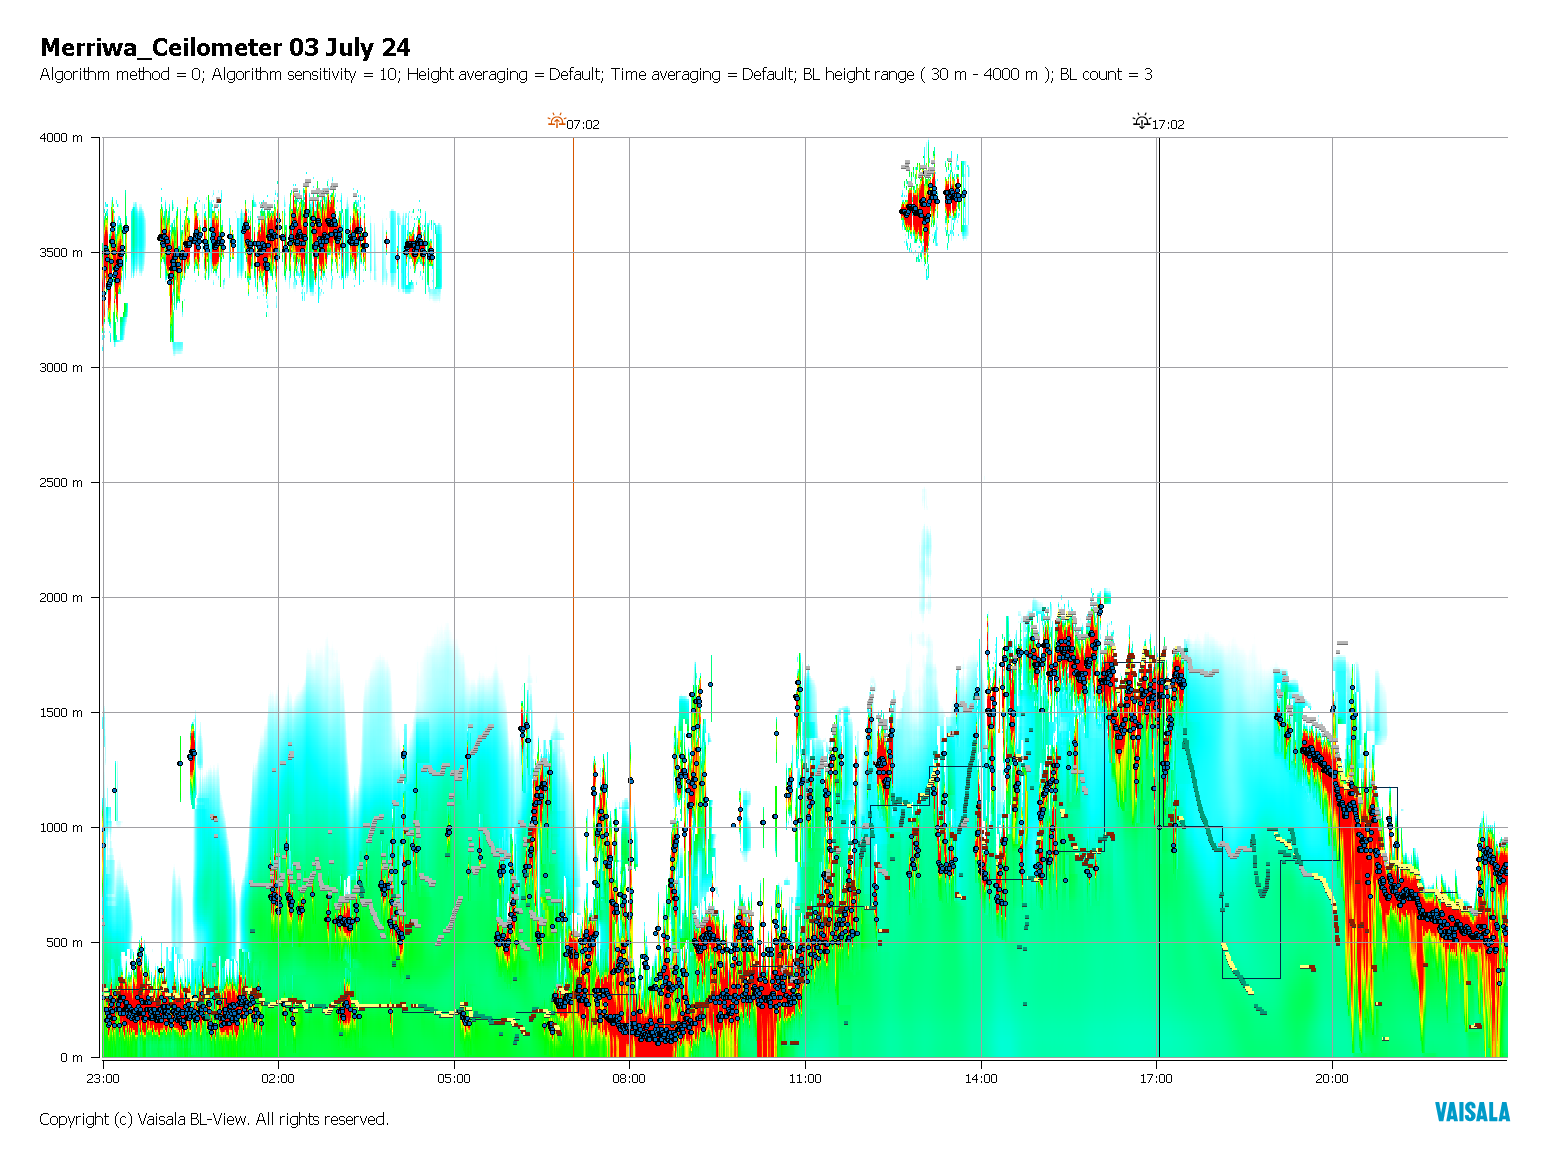 Merriwa_Ceilometer 03 July 24
Algorithm method = 0; Algorithm sensitivity = 10; Height averaging = Default; Time averaging = Default; BL height range ( 30 m - 4000 m ); BL count = 3
07:02
17:02
4000 m
3500 m
3000 m
2500 m
2000 m
1500 m
1000 m
500 m
0 m
23:00 02:00 05:00 08:00 11:00 14:00 17:00 20:00
Copyright (c) Vaisala BL-View. All rights reserved.
VAISALA